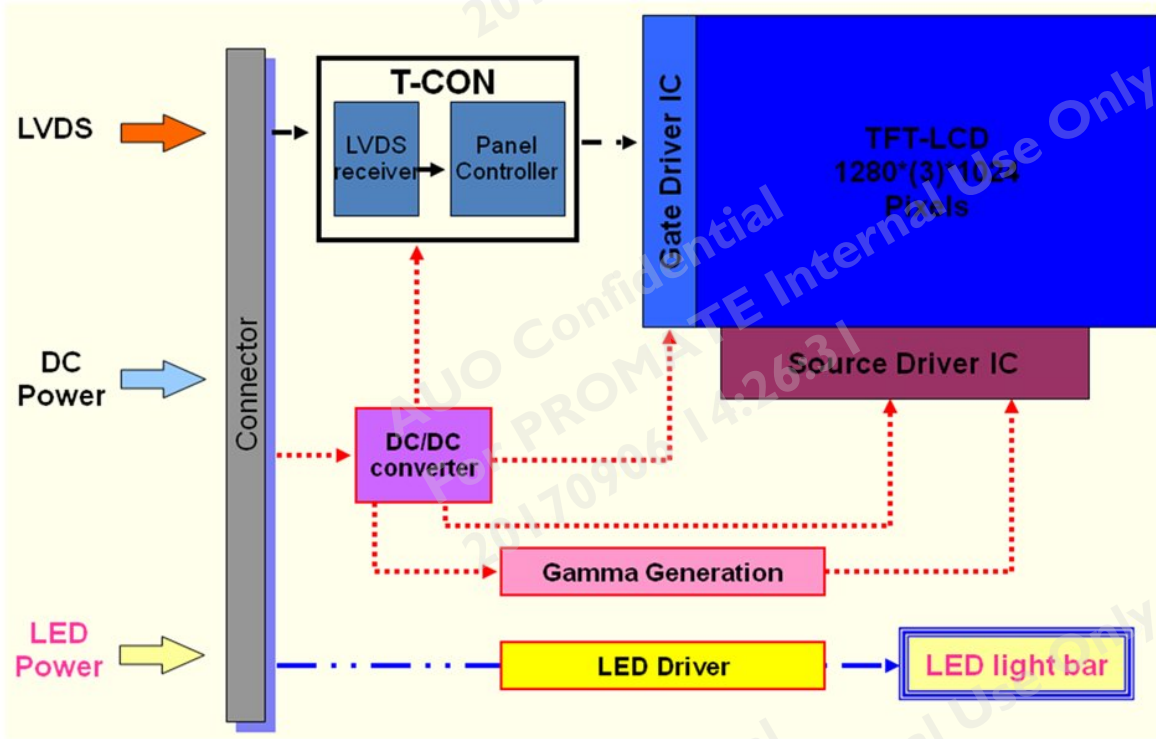 LVDS
DC
Power
LED
Power
Connector
T-CON
LVDS
receiver
Panel
Controller
Gate Driver IC
TFT-LCD
1280*(3)*1024
Pixels
Source Driver IC
DC/DC
converter
Gamma Generation
LED Driver
LED light bar
AUO Confidential
For PROMATE Internal Use Only
20170906 14:26:31